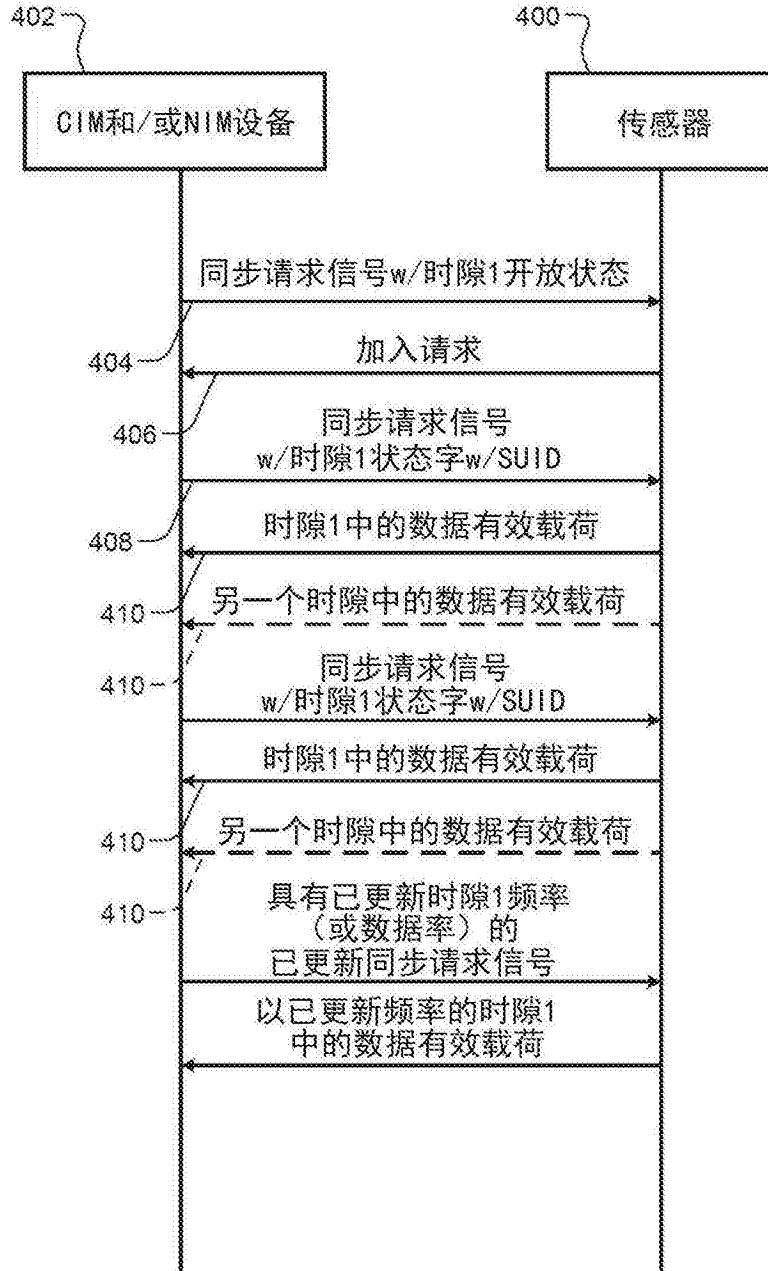 402
400
CIM和/或NIM设备
传感器
同步请求信号w/时隙1开放状态
404
加入请求
406
同步请求信号
w/时隙1状态字w/SUID
408
时隙1中的数据有效载荷
410
另一个时隙中的数据有效载荷
410
同步请求信号
w/时隙1状态字w/SUID
时隙1中的数据有效载荷
410
另一个时隙中的数据有效载荷
410
具有已更新时隙1频率
（或数据率）的
已更新同步请求信号
以已更新频率的时隙1
中的数据有效载荷